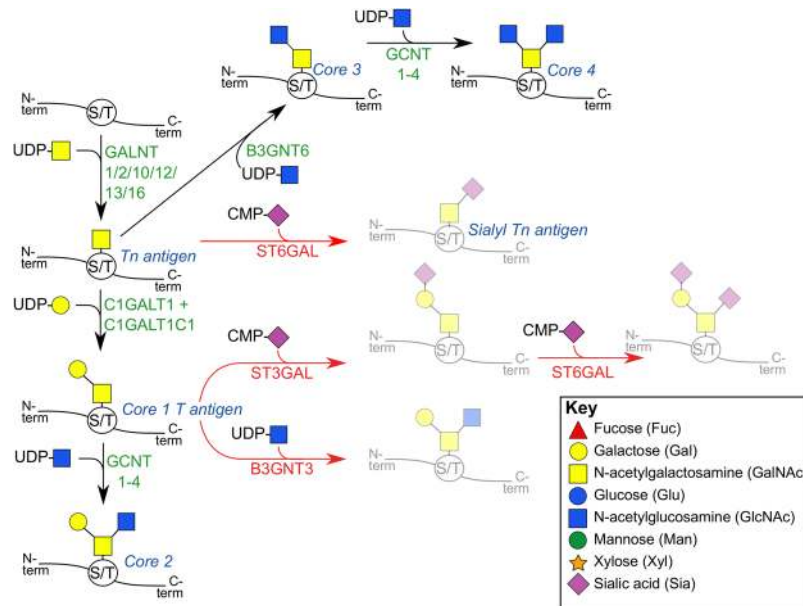 UDP-
GCNT
1-4
N-
term
S/T
Core 3
C-
term
N-
term
S/T
Core 4
C-
term
N-
term
S/T
C-
term
UDP-
GALNT
1/2/10/12/
13/16
B3GNT6
UDP-
N-
term
S/T
Tn antigen
C-
term
CMP-
ST6GAL
N-
term
S/T
Sialyl Tn antigen
C-
term
UDP-
C1GALT1 +
C1GALT1C1
N-
term
S/T
Core 1 T antigen
C-
term
CMP-
ST3GAL
N-
term
S/T
C-
term
CMP-
ST6GAL
N-
term
S/T
C-
term
UDP-
GCNT
1-4
UDP-
B3GNT3
N-
term
S/T
C-
term
N-
term
S/T
Core 2
C-
term
Key
Fucose (Fuc)
Galactose (Gal)
N-acetylgalactosamine (GalNAc)
Glucose (Glu)
N-acetylglucosamine (GlcNAc)
Mannose (Man)
Xylose (Xyl)
Sialic acid (Sia)